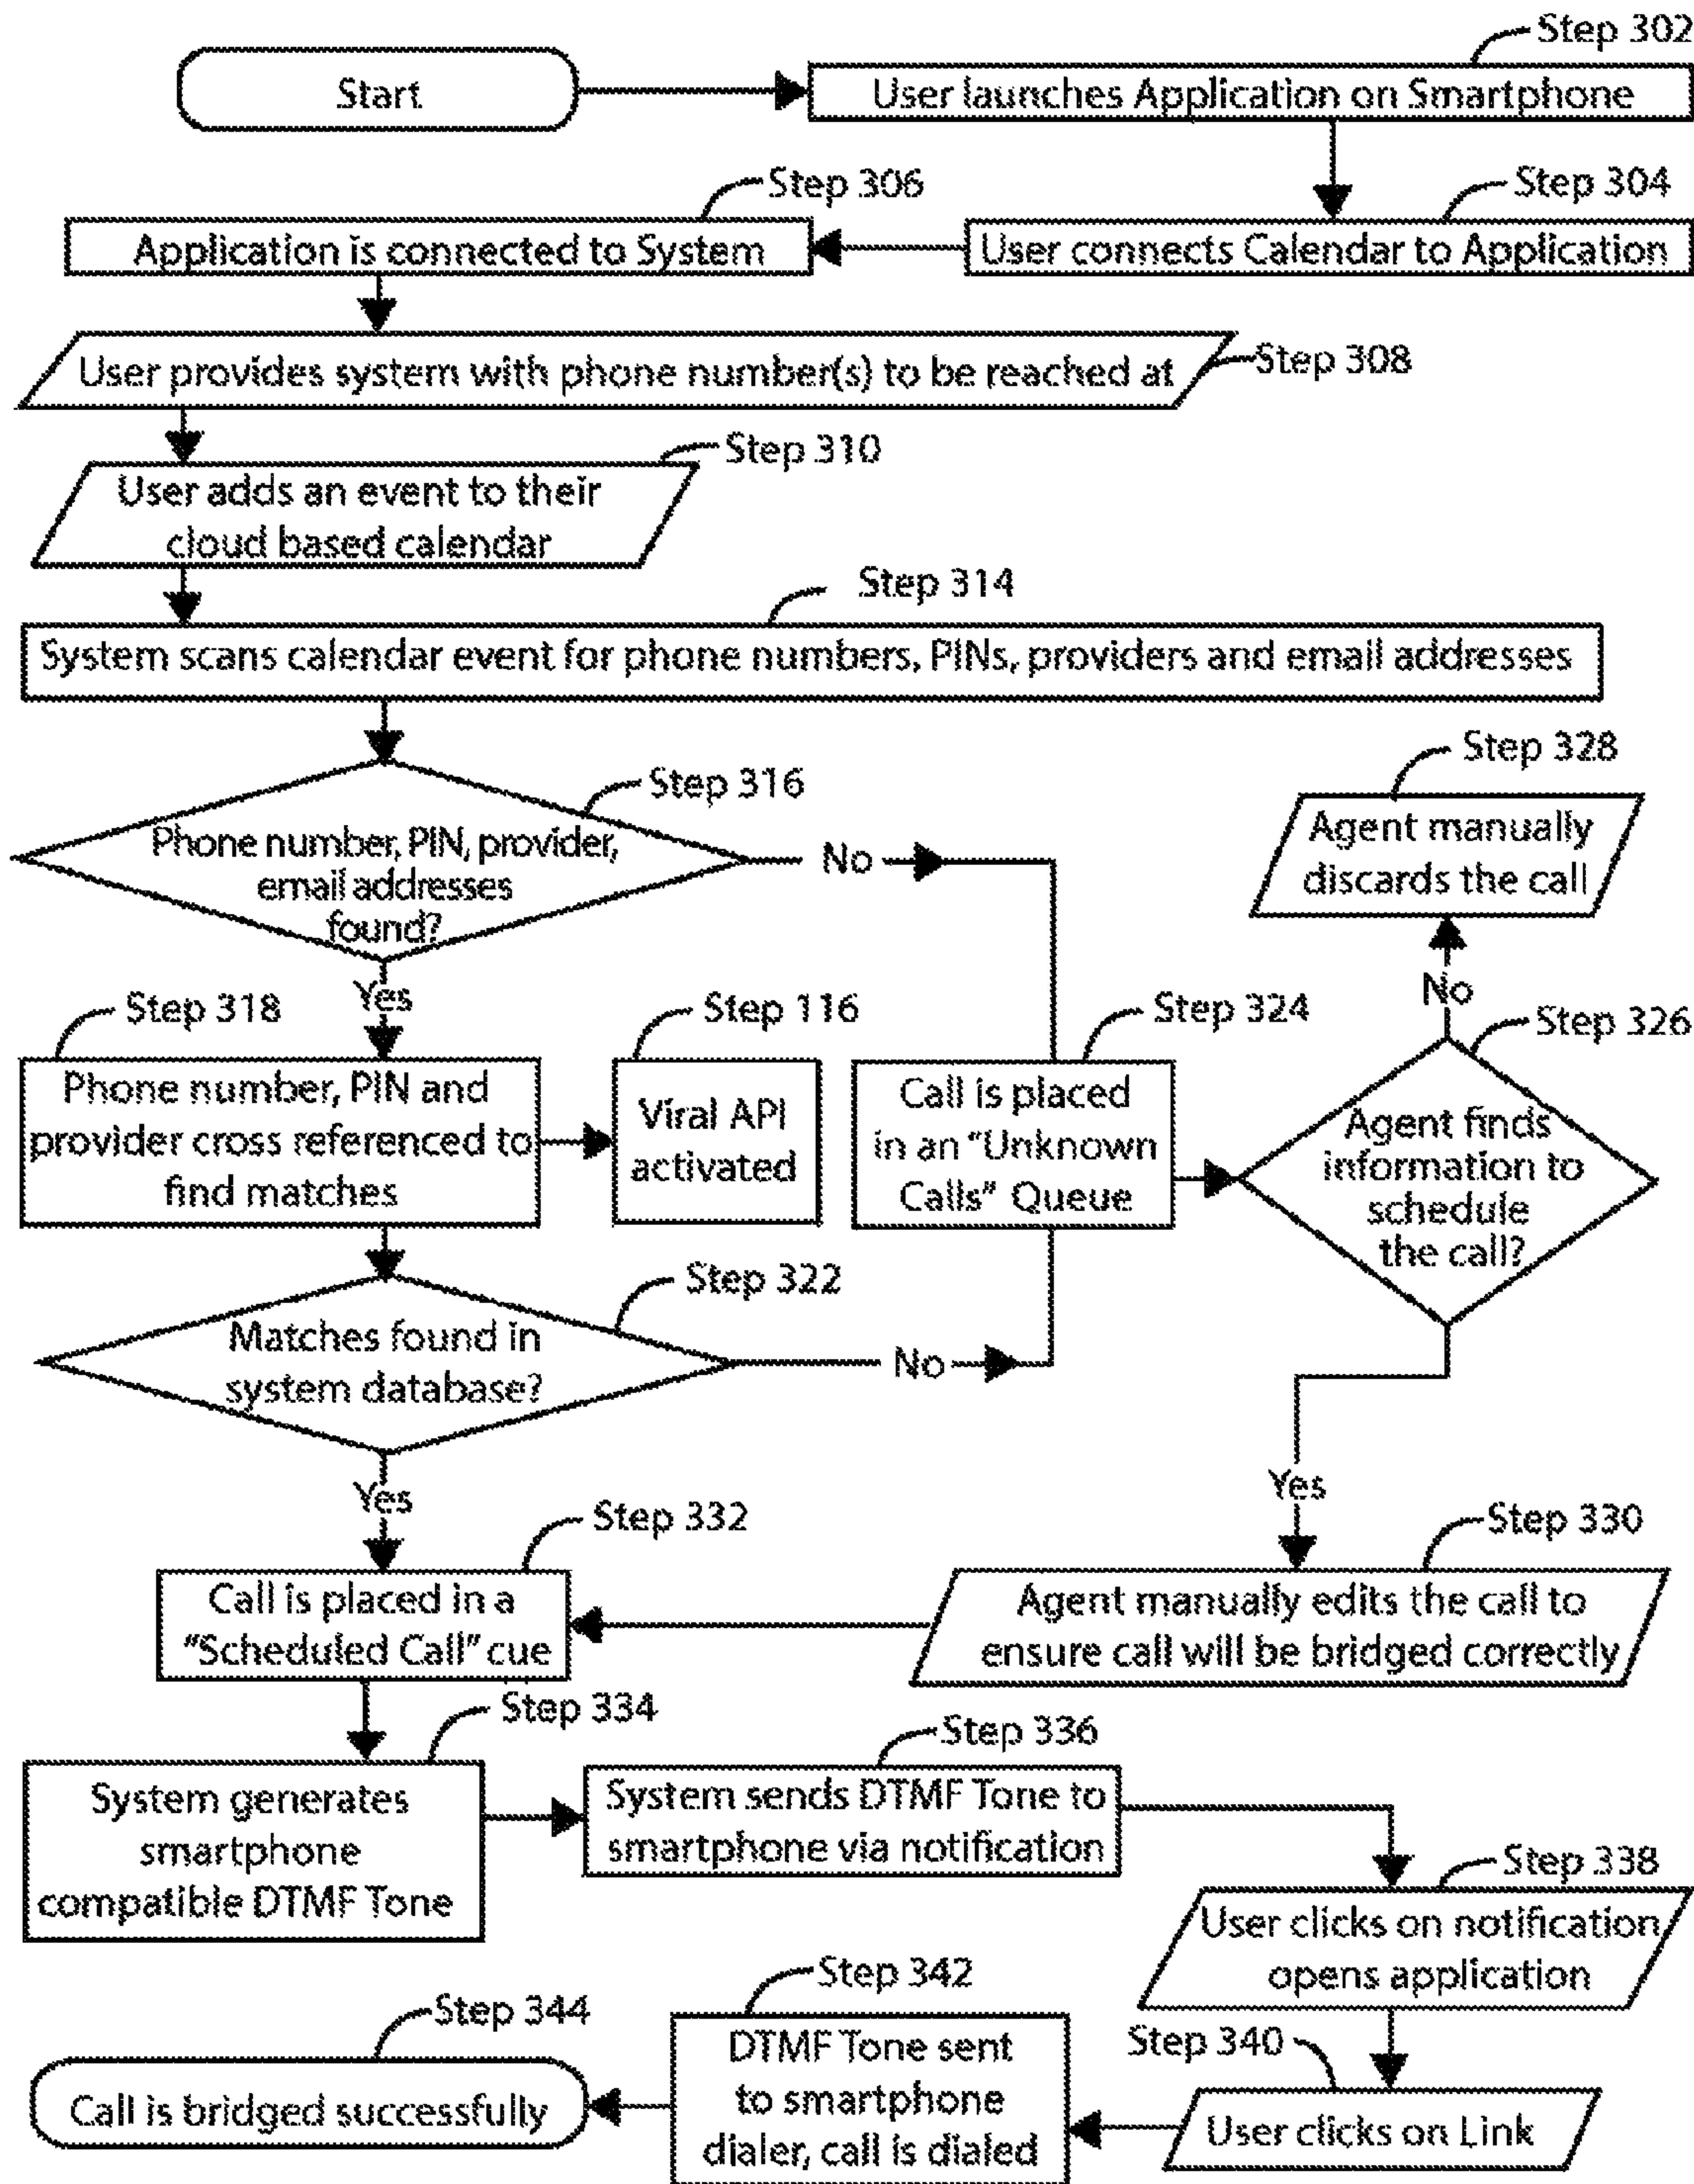 Step 302
Start
User launches Application on Smartphone
Step 306
Step 304
Application is connected to System
User connects Calendar to Application
User provides system with phone number(s) to be reached at
Step 308
Step 310
User adds an event to their
cloud based calendar
Step 314
System scans calendar event for phone numbers, PINs, providers and email addresses
Step 316
Phone number, PIN, provider,
email addresses
found?
No
Yes
Step 328
Agent manually
discards the call
No
Step 318
Phone number, PIN and
provider cross referenced to
find matches
Step 116
Viral API
activated
Step 324
Call is placed
in an "Unknown
Calls" Queue
Step 326
Agent finds
information to
schedule
the call?
Step 322
Matches found in
system database?
No
Yes
Yes
Step 332
Call is placed in a
"Scheduled Call" cue
Step 330
Agent manually edits the call to
ensure call will be bridged correctly
Step 334
System generates
smartphone
compatible DTMF Tone
Step 336
System sends DTMF Tone to
smartphone via notification
Step 338
User clicks on notification
opens application
Step 340
User clicks on Link
Step 342
DTMF Tone sent
to smartphone
dialer, call is dialed
Step 344
Call is bridged successfully